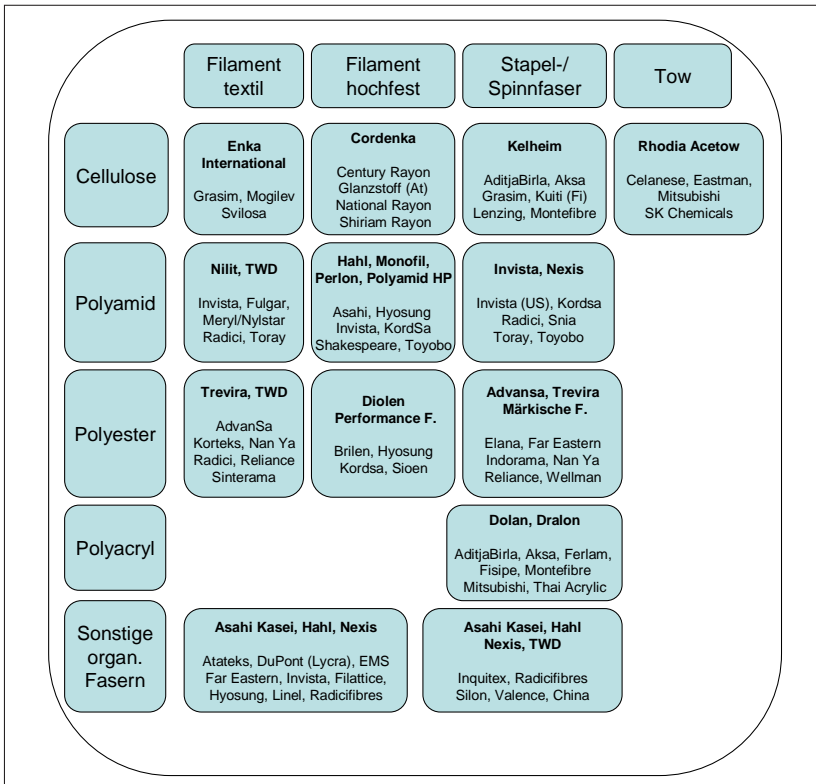 Filament
textil
Filament
hochfest
Stapel-/
Spinnfaser
Tow
Cellulose
Enka
International
Grasim, Mogilev
Svilosa
Cordenka
Century Rayon
Glanzstoff (At)
National Rayon
Shiriam Rayon
Kelheim
AditjaBirla, Aksa
Grasim, Kuiti (Fi)
Lenzing, Montefibre
Rhodia Acetow
Celanese, Eastman,
Mitsubishi
SK Chemicals
Polyamid
Nilit, TWD
Invista, Fulgar,
Meryl/Nylstar
Radici, Toray
Hahl, Monofil,
Perlon, Polyamid HP
Asahi, Hyosung
Invista, KordSa
Shakespeare, Toyobo
Invista, Nexis
Invista (US), Kordsa
Radici, Snia
Toray, Toyobo
Polyester
Trevira, TWD
AdvanSa
Korteks, Nan Ya
Radici, Reliance
Sinterama
Diolen
Performance F.
Brilen, Hyosung
Kordsa, Sioen
Advansa, Trevira
Märkische F.
Elana, Far Eastern
Indorama, Nan Ya
Reliance, Wellman
Polyacryl
Dolan, Dralon
AditjaBirla, Aksa, Ferlam,
Fisipe, Montefibre
Mitsubishi, Thai Acrylic
Sonstige
organ.
Fasern
Asahi Kasei, Hahl, Nexis
Atateks, DuPont (Lycra), EMS
Far Eastern, Invista, Filattice,
Hyosung, Linel, Radicifibres
Asahi Kasei, Hahl
Nexis, TWD
Inquitex, Radicifibres
Silon, Valence, China